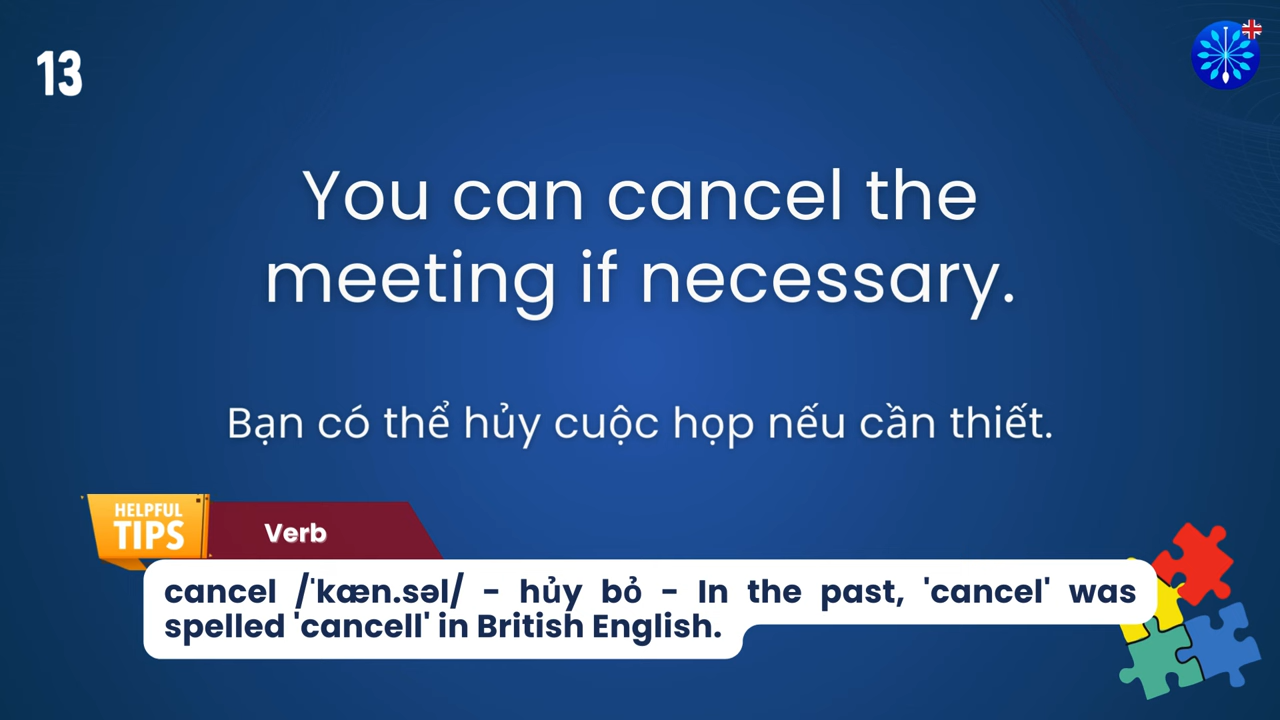 13
You can cancel the
meeting if necessary.
Bạn có thể hủy cuộc họp nếu cần thiết.
HELPFUL
TIPS
Verb
cancel /ˈkæn.səl/ - hủy bỏ - In the past, 'cancel' was
spelled 'cancell' in British English.